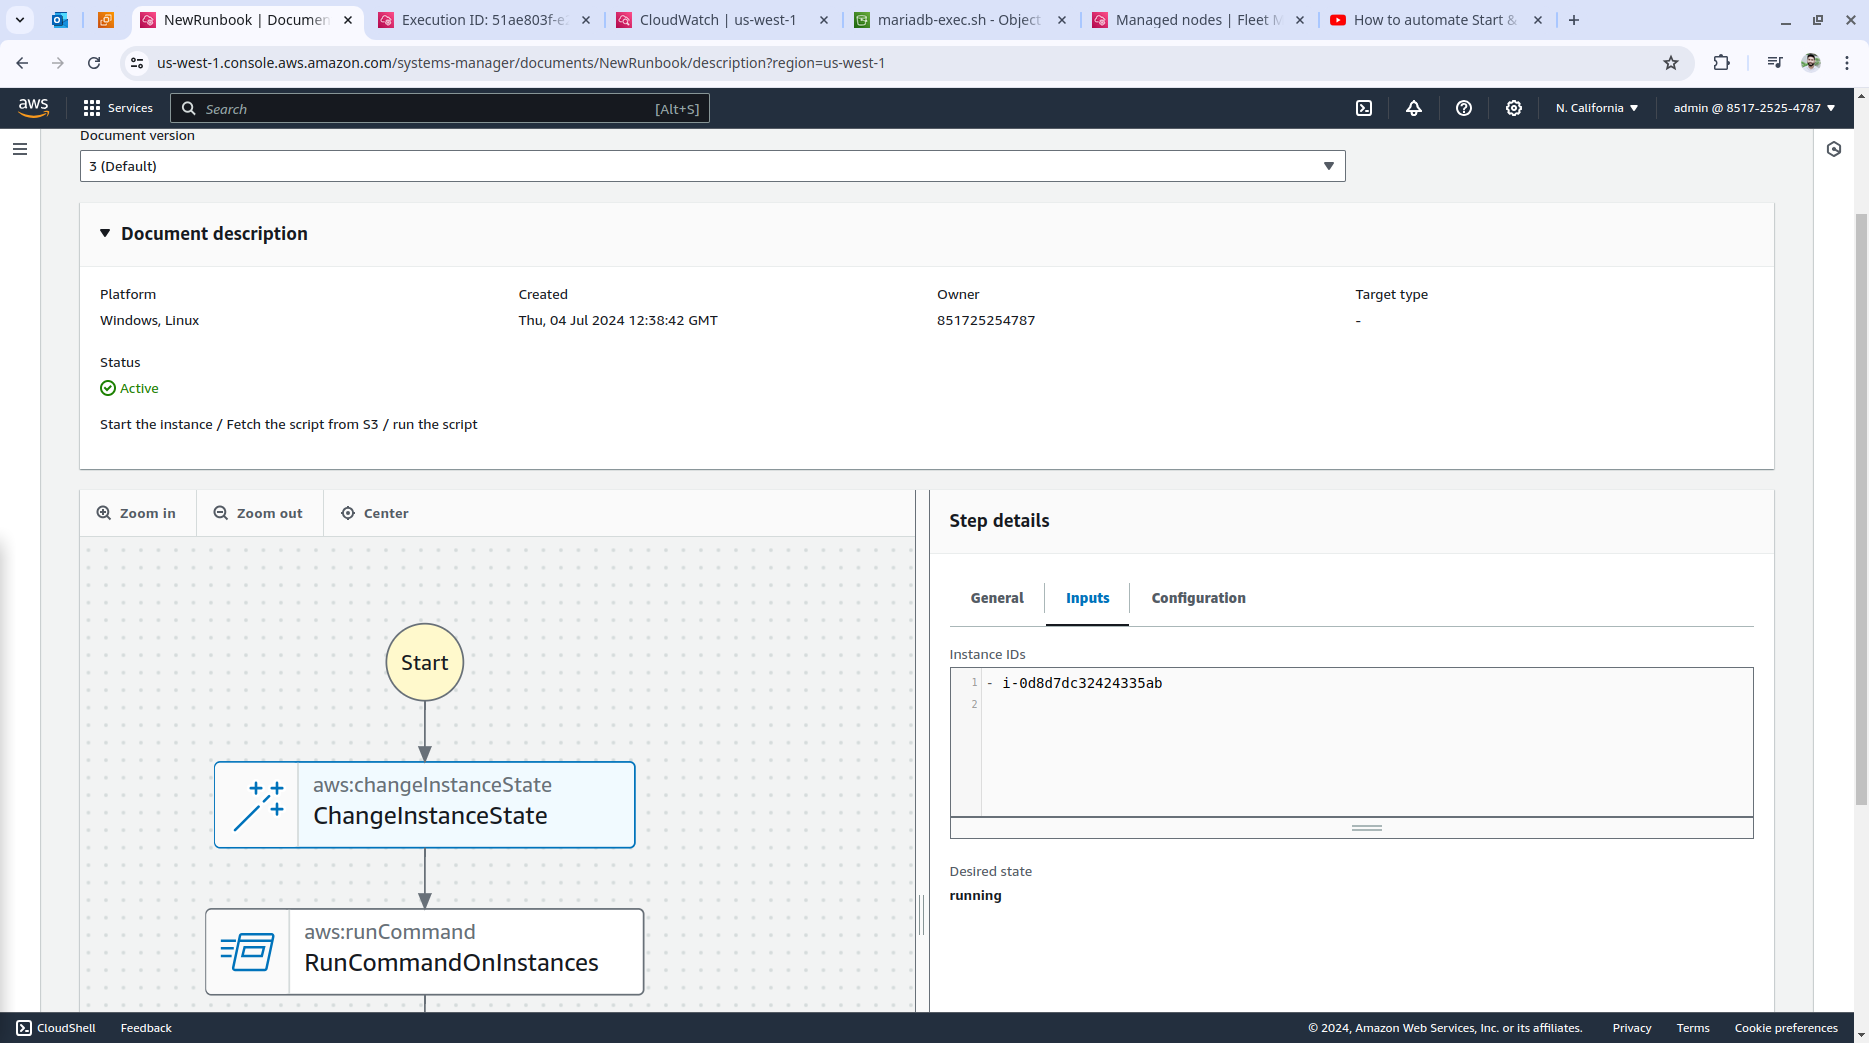 NewRunbook | Documen
Execution ID: 51ae803f-e
CloudWatch | us-west-1
mariadb-exec.sh - Object
Managed nodes | Fleet M
How to automate Start &
us-west-1.console.aws.amazon.com/systems-manager/documents/NewRunbook/description?region=us-west-1
aws
Services
Search
[Alt+S]
N. California
admin @ 8517-2525-4787
Document version
3 (Default)
Document description
Platform
Windows, Linux
Created
Thu, 04 Jul 2024 12:38:42 GMT
Owner
851725254787
Target type
-
Status
Active
Start the instance / Fetch the script from S3 / run the script
Zoom in
Zoom out
Center
Start
aws:changeInstanceState
ChangeInstanceState
aws:runCommand
RunCommandOnInstances
Step details
General
Inputs
Configuration
Instance IDs
1 - i-0d8d7dc32424335ab
2
Desired state
running
CloudShell
Feedback
© 2024, Amazon Web Services, Inc. or its affiliates.
Privacy
Terms
Cookie preferences